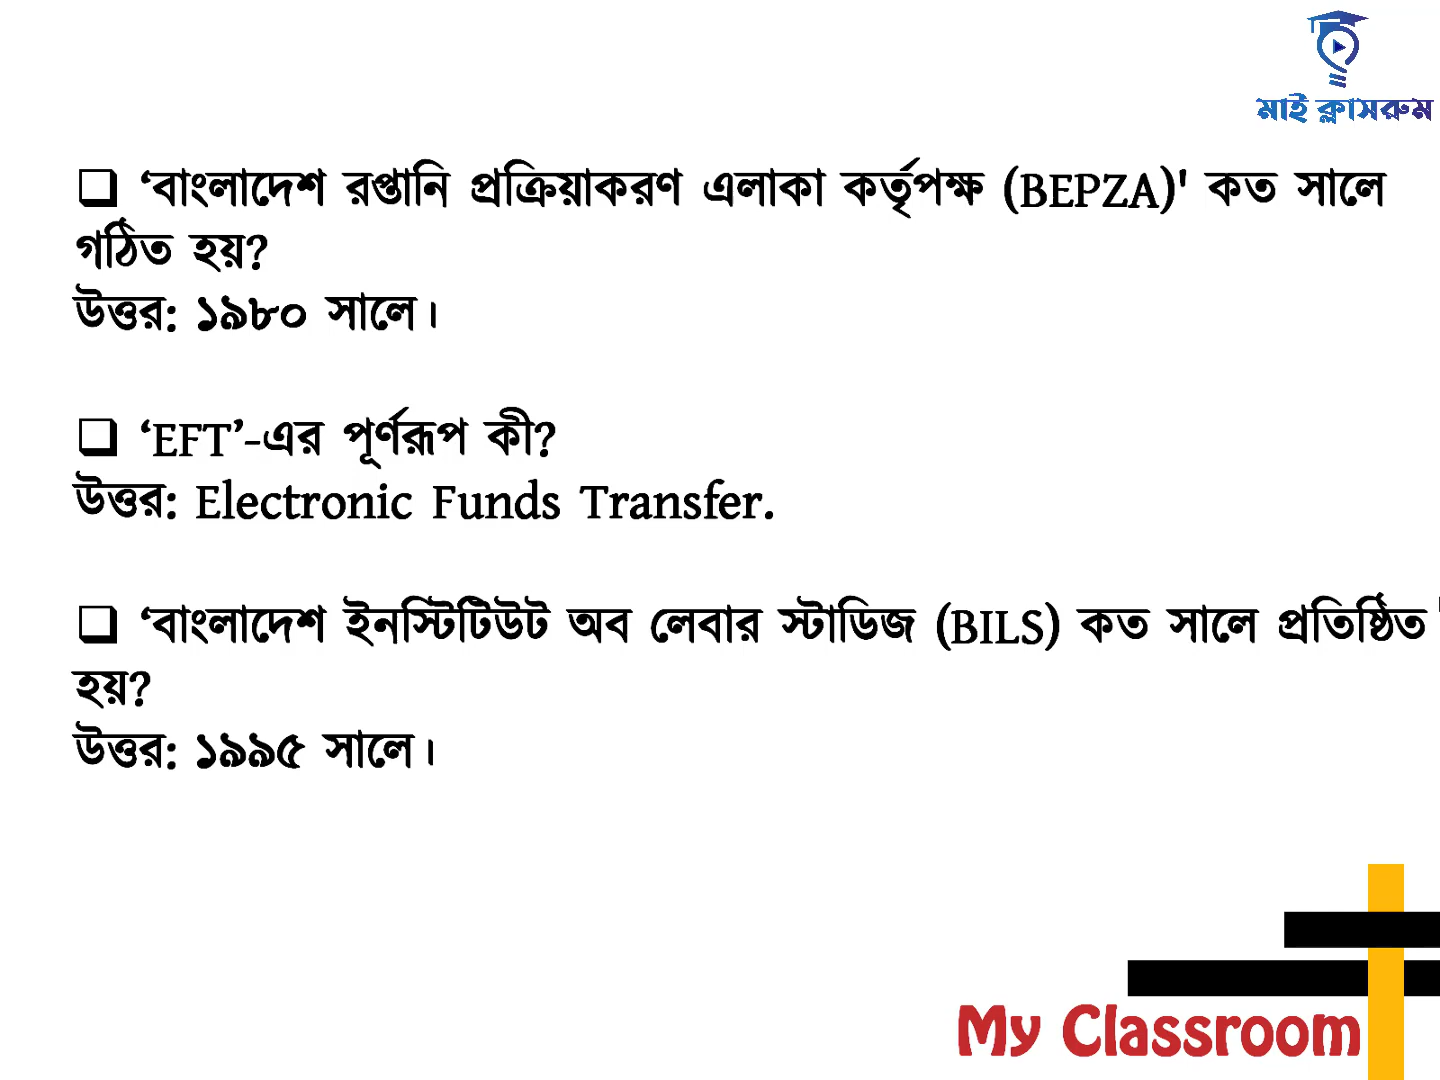 মাই ক্লাসরুম
❑ ‘বাংলাদেশ রপ্তানি প্রক্রিয়াকরণ এলাকা কর্তৃপক্ষ (BEPZA)' কত সালে
গঠিত হয়?
উত্তর: ১৯৮০ সালে।
❑ ‘EFT’-এর পূর্ণরূপ কী?
উত্তর: Electronic Funds Transfer.
❑ ‘বাংলাদেশ ইনস্টিটিউট অব লেবার স্টাডিজ (BILS) কত সালে প্রতিষ্ঠিত
হয়?
উত্তর: ১৯৯৫ সালে।
My Classroom